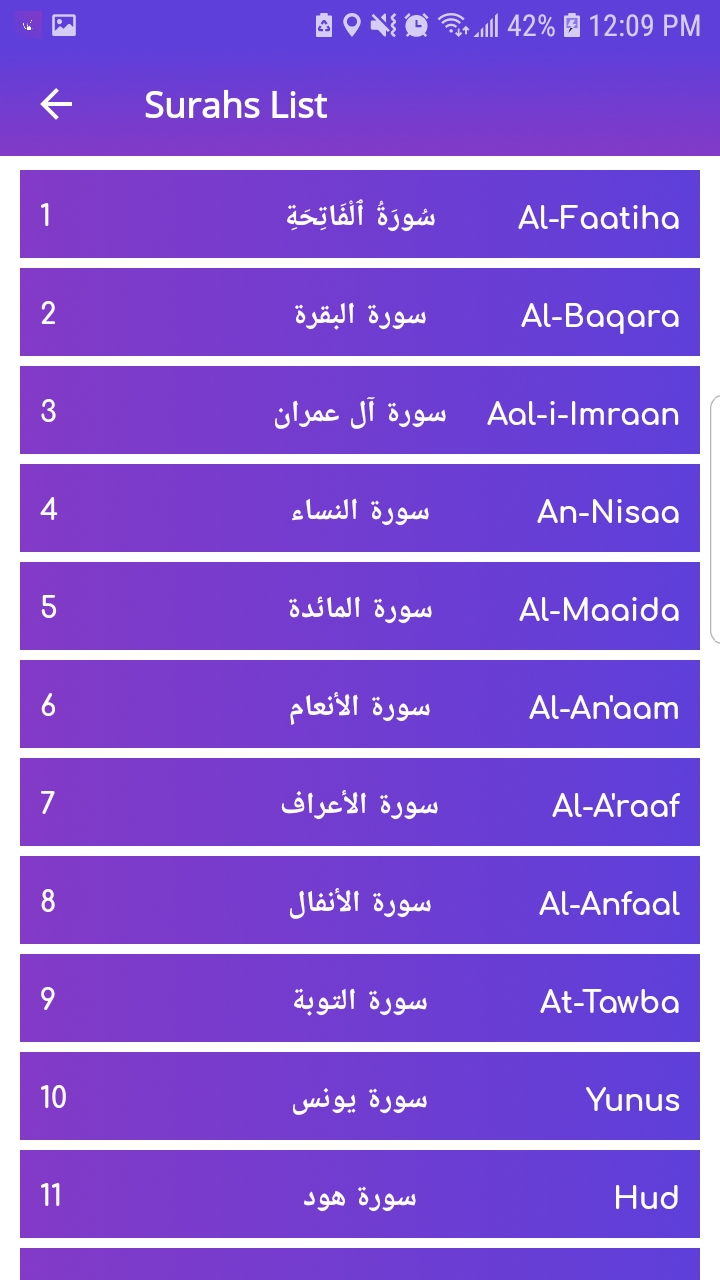 42% 12:09 PM
Surahs List
1 سُورَةُ ٱلْفَاتِحَةِ Al-Faatiha
2 سورة البقرة Al-Baqara
3 سورة آل عمران Aal-i-Imraan
4 سورة النساء An-Nisaa
5 سورة المائدة Al-Maaida
6 سورة الأنعام Al-An'aam
7 سورة الأعراف Al-A'raaf
8 سورة الأنفال Al-Anfaal
9 سورة التوبة At-Tawba
10 سورة يونس Yunus
11 سورة هود Hud